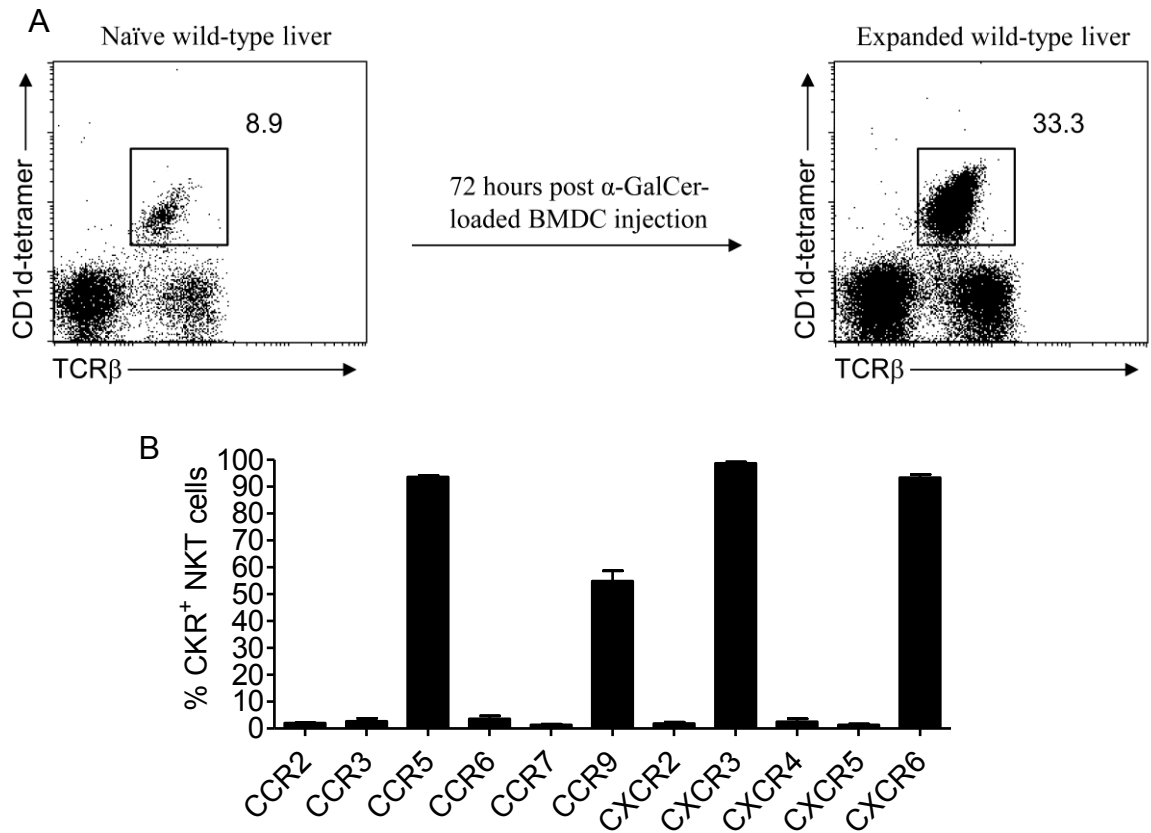 A
Naïve wild-type liver
Expanded wild-type liver
8.9
33.3
CD1d-tetramer
CD1d-tetramer
72 hours post α-GalCer-
loaded BMDC injection
TCRβ
TCRβ
B
% CKR⁺ NKT cells
100
90
80
70
60
50
40
30
20
10
0
CCR2
CCR3
CCR5
CCR6
CCR7
CCR9
CXCR2
CXCR3
CXCR4
CXCR5
CXCR6